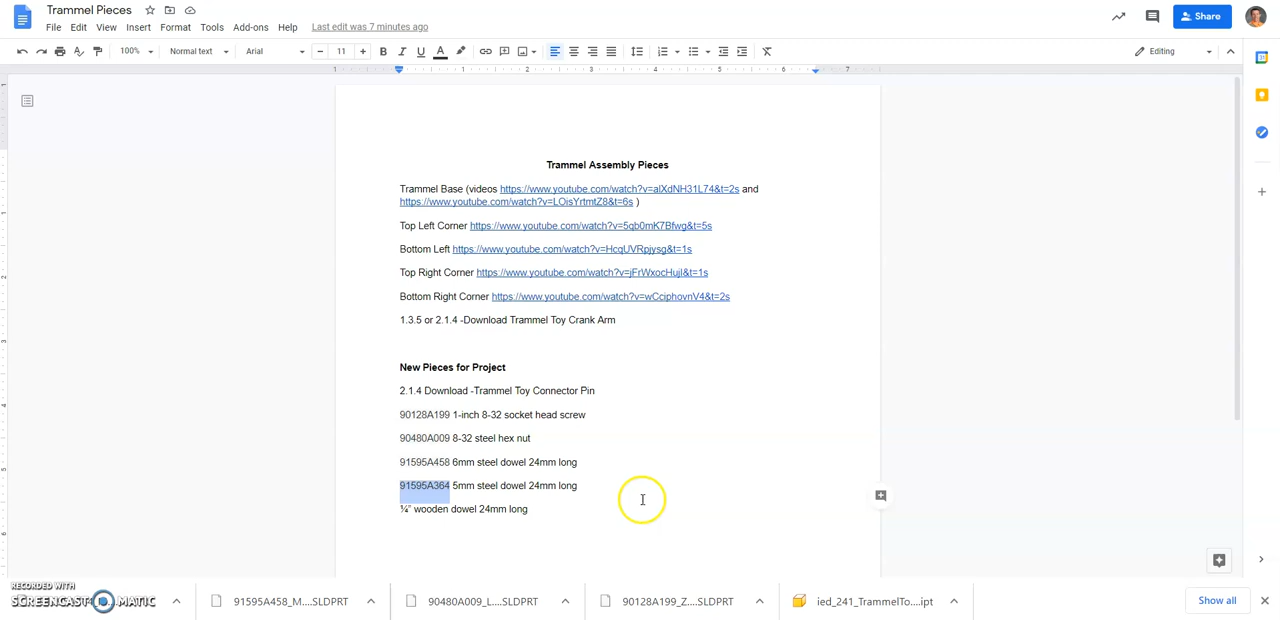 Trammel Pieces
File Edit View Insert Format Tools Add-ons Help Last edit was 7 minutes ago
Share
100% Normal text Arial 11 B I U A Editing
1 1 2 3 4 5 6 7
Trammel Assembly Pieces
Trammel Base (videos https://www.youtube.com/watch?v=alXdNH31L74&t=2s and
https://www.youtube.com/watch?v=LOisYrtmtZ8&t=6s )
Top Left Corner https://www.youtube.com/watch?v=5qb0mK7Bfwg&t=5s
Bottom Left https://www.youtube.com/watch?v=HcqUVRpjysg&t=1s
Top Right Corner https://www.youtube.com/watch?v=jFrWxocHujI&t=1s
Bottom Right Corner https://www.youtube.com/watch?v=wCciphovnV4&t=2s
1.3.5 or 2.1.4 -Download Trammel Toy Crank Arm
New Pieces for Project
2.1.4 Download -Trammel Toy Connector Pin
90128A199 1-inch 8-32 socket head screw
90480A009 8-32 steel hex nut
91595A458 6mm steel dowel 24mm long
91595A364 5mm steel dowel 24mm long
¼" wooden dowel 24mm long
RECORDED WITH
SCREENCAST MATIC
91595A458_M....SLDPRT
90480A009_L....SLDPRT
90128A199_Z....SLDPRT
ied_241_TrammelTo....ipt
Show all